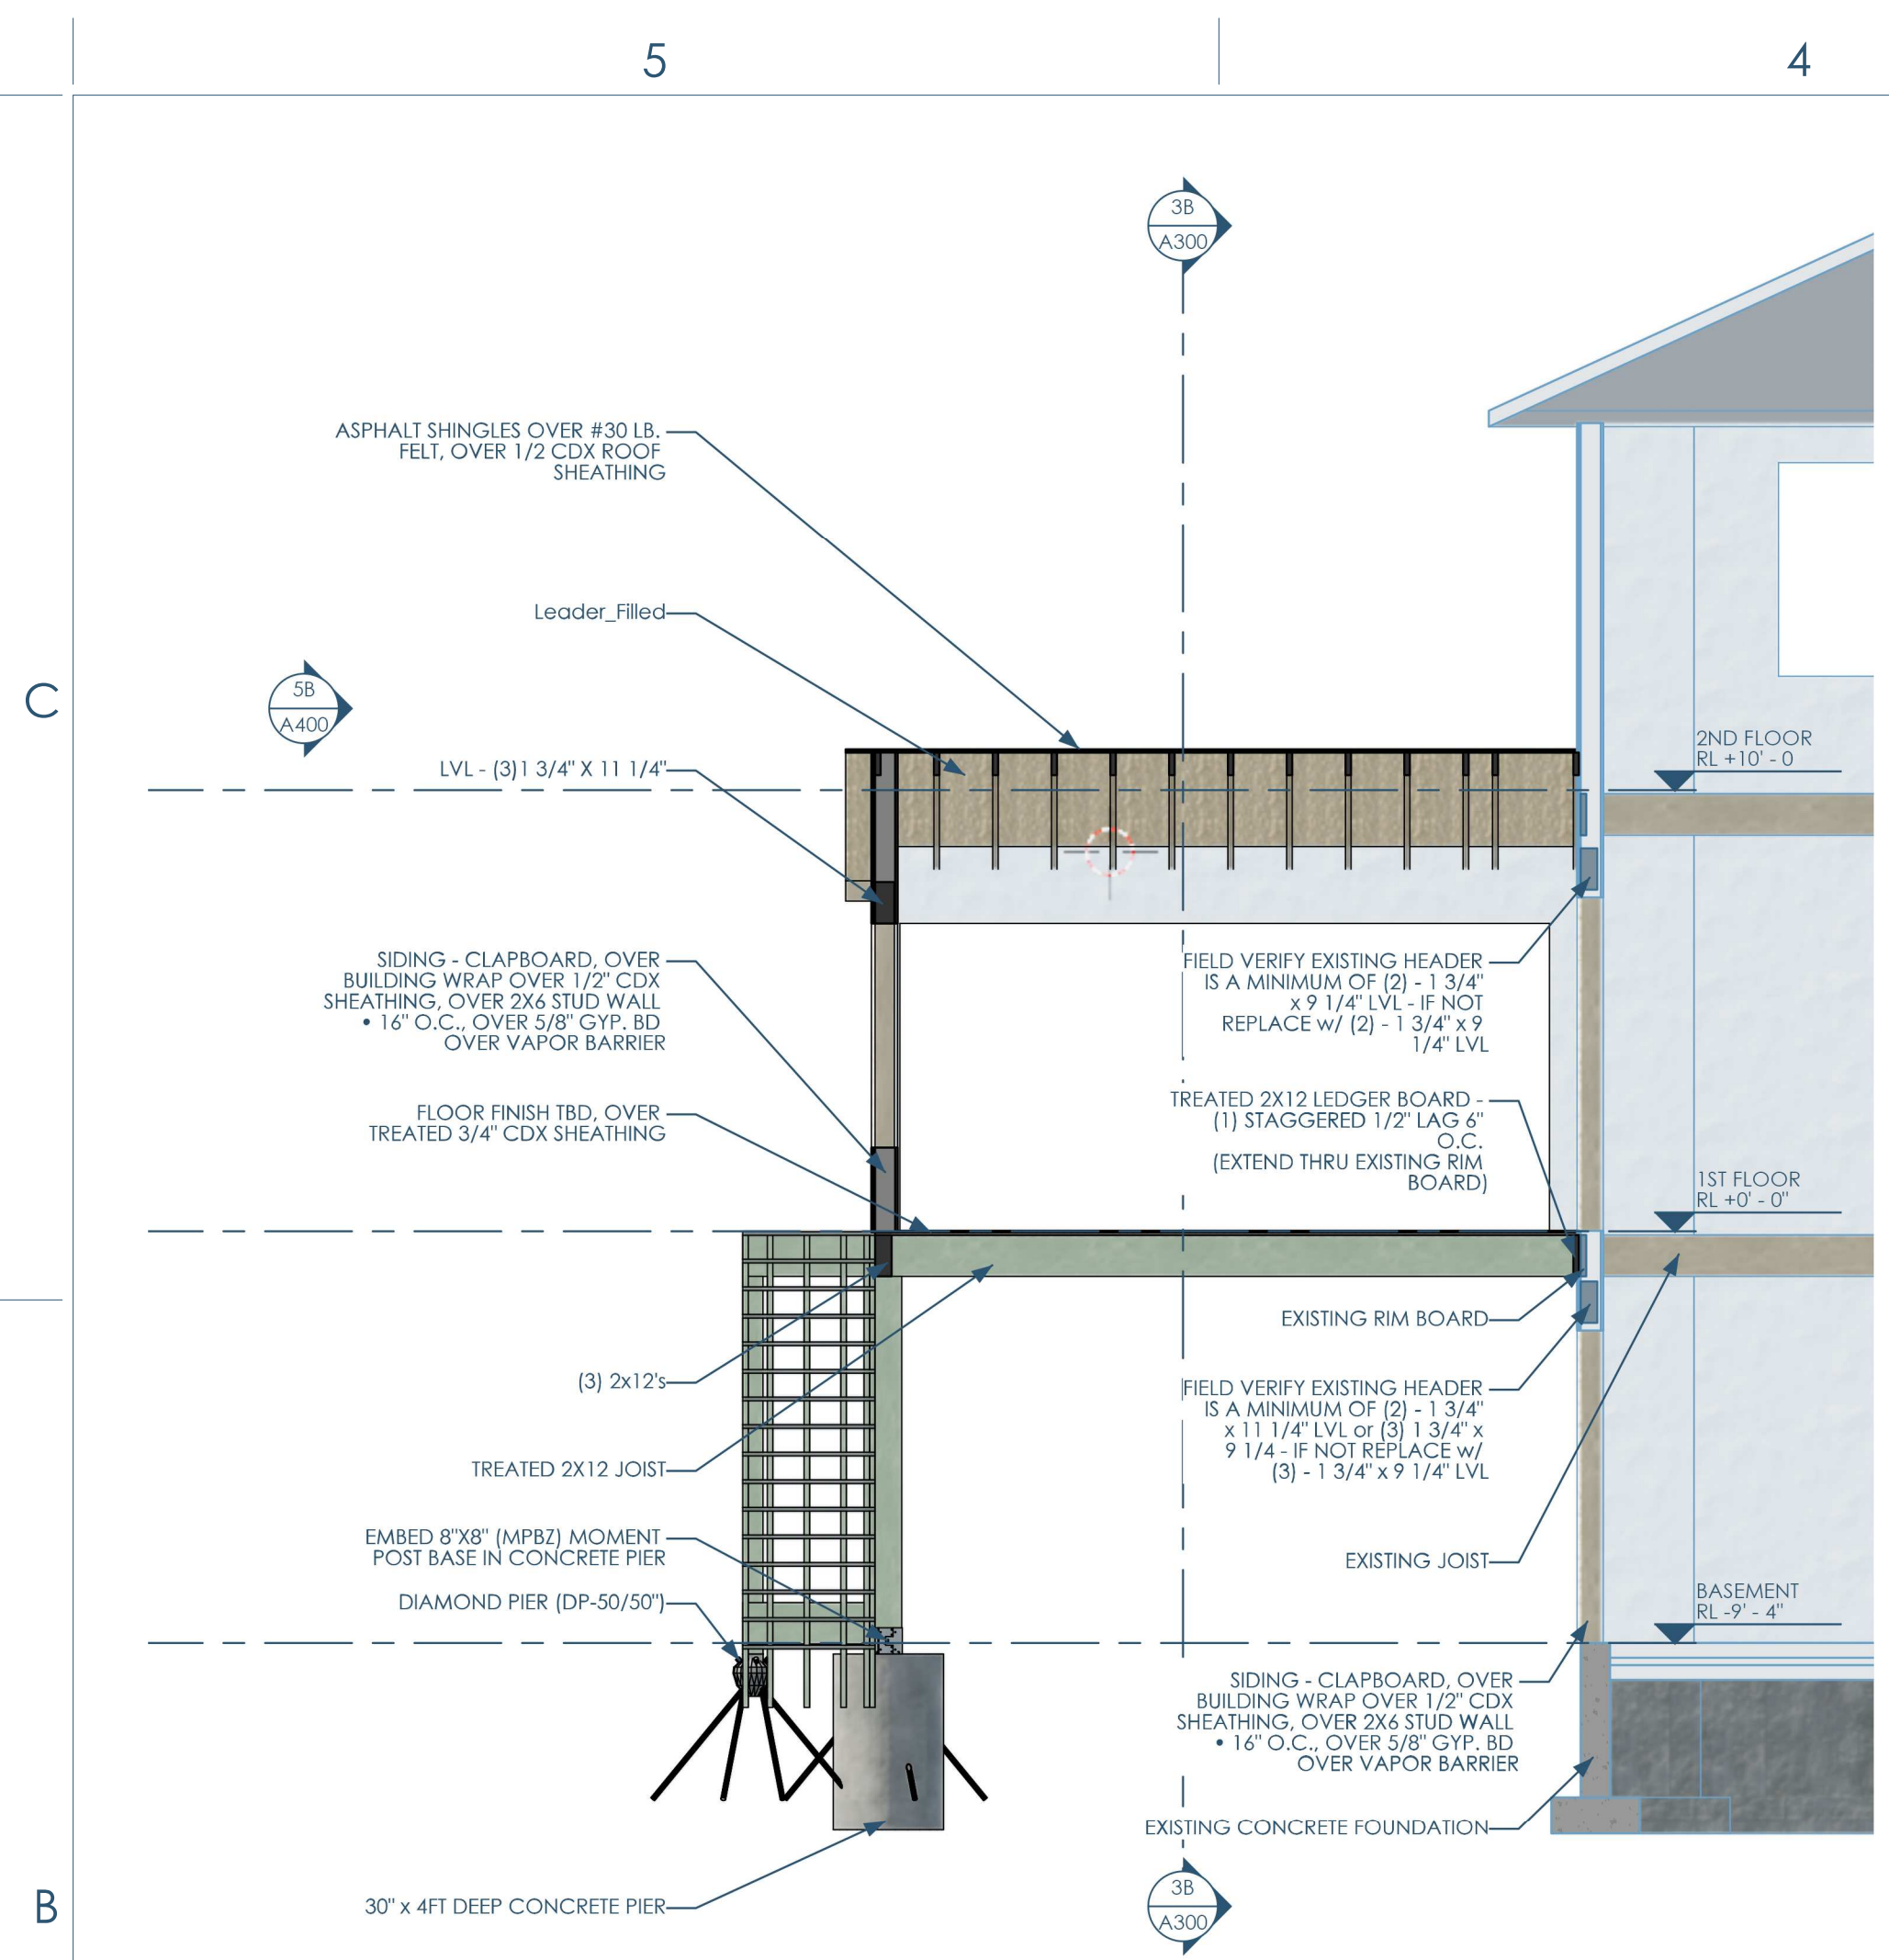 5
4
3B
A300
ASPHALT SHINGLES OVER #30 LB.
FELT, OVER 1/2 CDX ROOF
SHEATHING
Leader_Filled
C
5B
A400
2ND FLOOR
RL +10' - 0
LVL - (3)1 3/4" X 11 1/4"
SIDING - CLAPBOARD, OVER
BUILDING WRAP OVER 1/2" CDX
SHEATHING, OVER 2X6 STUD WALL
• 16" O.C., OVER 5/8" GYP. BD
OVER VAPOR BARRIER
FIELD VERIFY EXISTING HEADER
IS A MINIMUM OF (2) - 1 3/4"
x 9 1/4" LVL - IF NOT
REPLACE w/ (2) - 1 3/4" x 9
1/4" LVL
FLOOR FINISH TBD, OVER
TREATED 3/4" CDX SHEATHING
TREATED 2X12 LEDGER BOARD -
(1) STAGGERED 1/2" LAG 6"
O.C.
(EXTEND THRU EXISTING RIM
BOARD)
1ST FLOOR
RL +0' - 0"
EXISTING RIM BOARD
(3) 2x12's
FIELD VERIFY EXISTING HEADER
IS A MINIMUM OF (2) - 1 3/4"
x 11 1/4" LVL or (3) 1 3/4" x
9 1/4 - IF NOT REPLACE w/
(3) - 1 3/4" x 9 1/4" LVL
TREATED 2X12 JOIST
EMBED 8"X8" (MPBZ) MOMENT
POST BASE IN CONCRETE PIER
EXISTING JOIST
DIAMOND PIER (DP-50/50")
BASEMENT
RL -9' - 4"
SIDING - CLAPBOARD, OVER
BUILDING WRAP OVER 1/2" CDX
SHEATHING, OVER 2X6 STUD WALL
• 16" O.C., OVER 5/8" GYP. BD
OVER VAPOR BARRIER
EXISTING CONCRETE FOUNDATION
30" x 4FT DEEP CONCRETE PIER
B
3B
A300